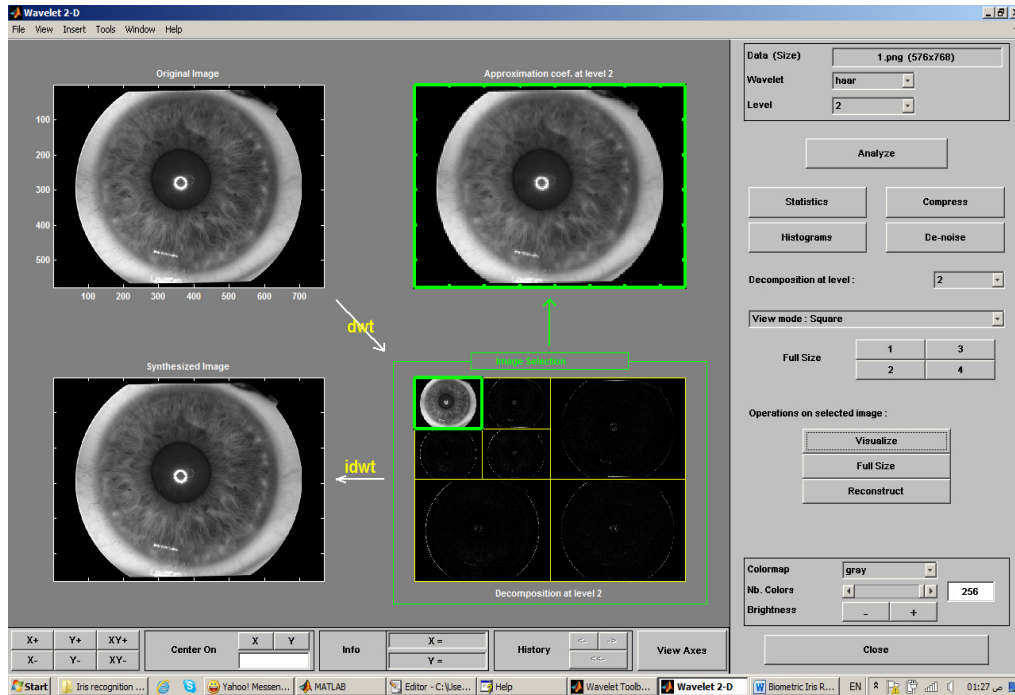 Wavelet 2-D
File View Insert Tools Window Help
Original Image
100
200
300
400
500
100 200 300 400 500 600 700
Approximation coef. at level 2
dwt
Image Selection
Synthesized Image
idwt
Decomposition at level 2
Data (Size) 1.png (576x768)
Wavelet haar
Level 2
Analyze
Statistics Compress
Histograms De-noise
Decomposition at level : 2
View mode : Square
Full Size 1 3
2 4
Operations on selected image :
Visualize
Full Size
Reconstruct
Colormap gray
Nb. Colors 256
Brightness - +
Close
X+ Y+ XY+
X- Y- XY-
Center On X Y
Info X =
Y =
History <- ->
<<-
View Axes
Start Iris recognition ... Yahoo! Messen... MATLAB Editor - C:\Use... Help Wavelet Toolb... Wavelet 2-D Biometric Iris R... EN 01:27 ص